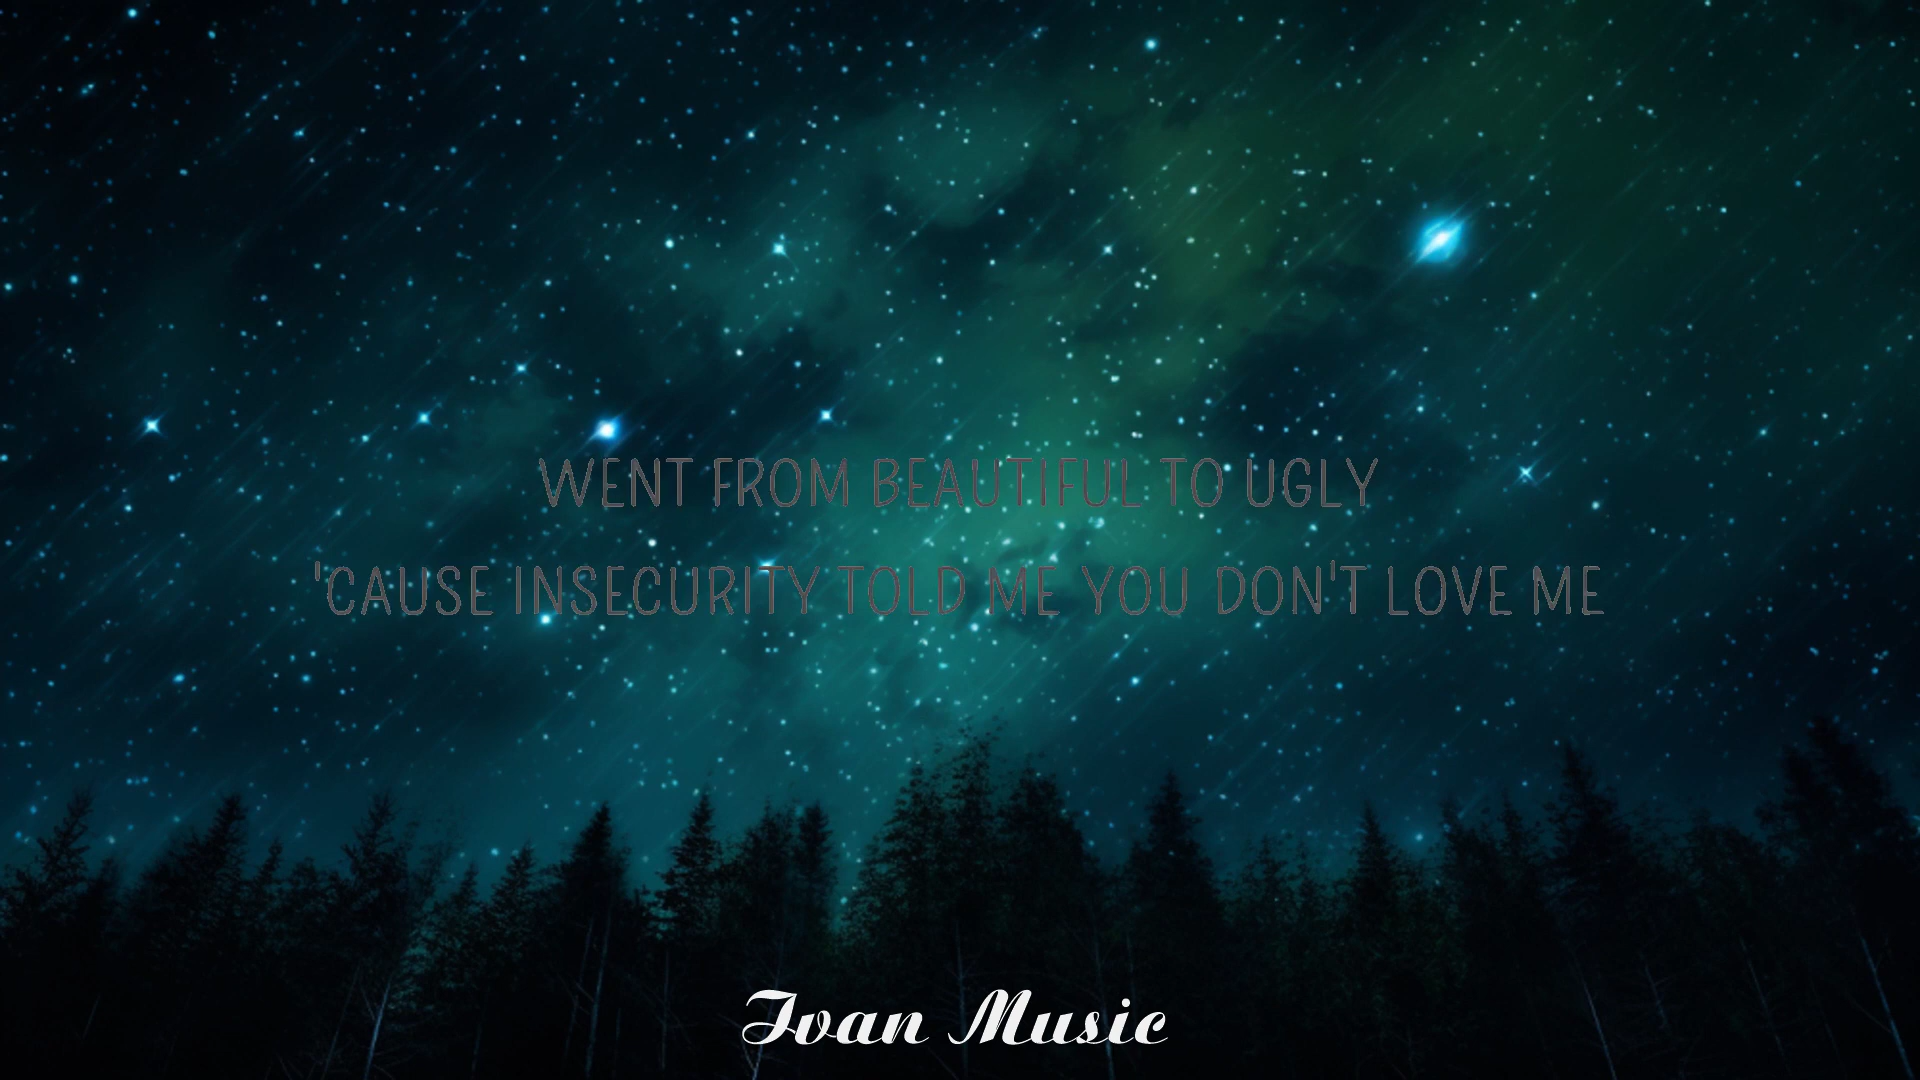 WENT FROM BEAUTIFUL TO UGLY
'CAUSE INSECURITY TOLD ME YOU DON'T LOVE ME
Ivan Music